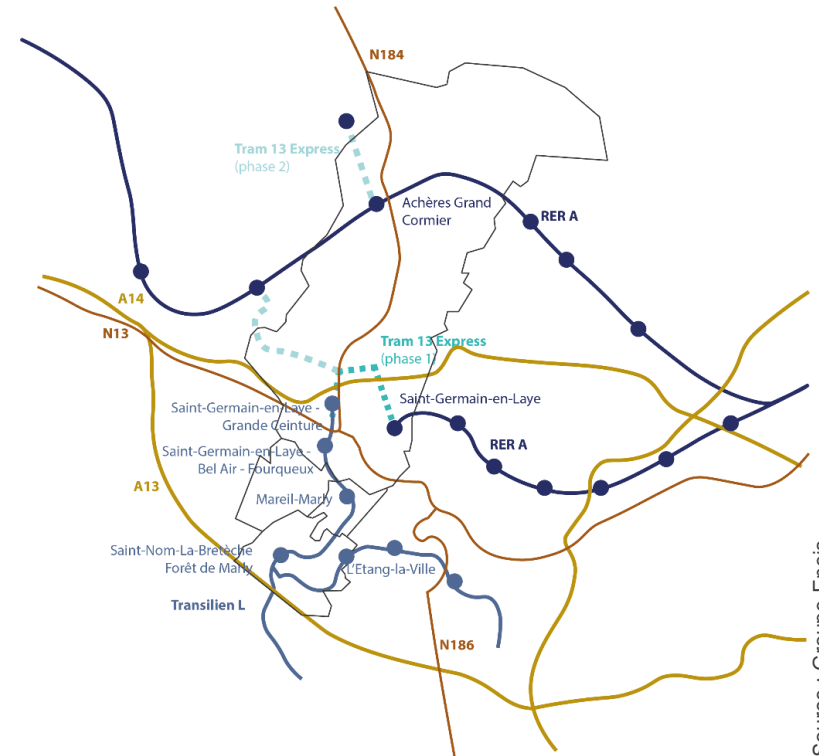 N184
Tram 13 Express
(phase 2)
Achères Grand
Cormier
RER A
A14
N13
Tram 13 Express
(phase 1)
Saint-Germain-en-Laye
Saint-Germain-en-Laye -
Grande Ceinture
RER A
Saint-Germain-en-Laye -
Bel Air - Fourqueux
A13
Mareil-Marly
Saint-Nom-La-Bretèche
Forêt de Marly
L'Etang-la-Ville
Transilien L
N186
Source : Groupe